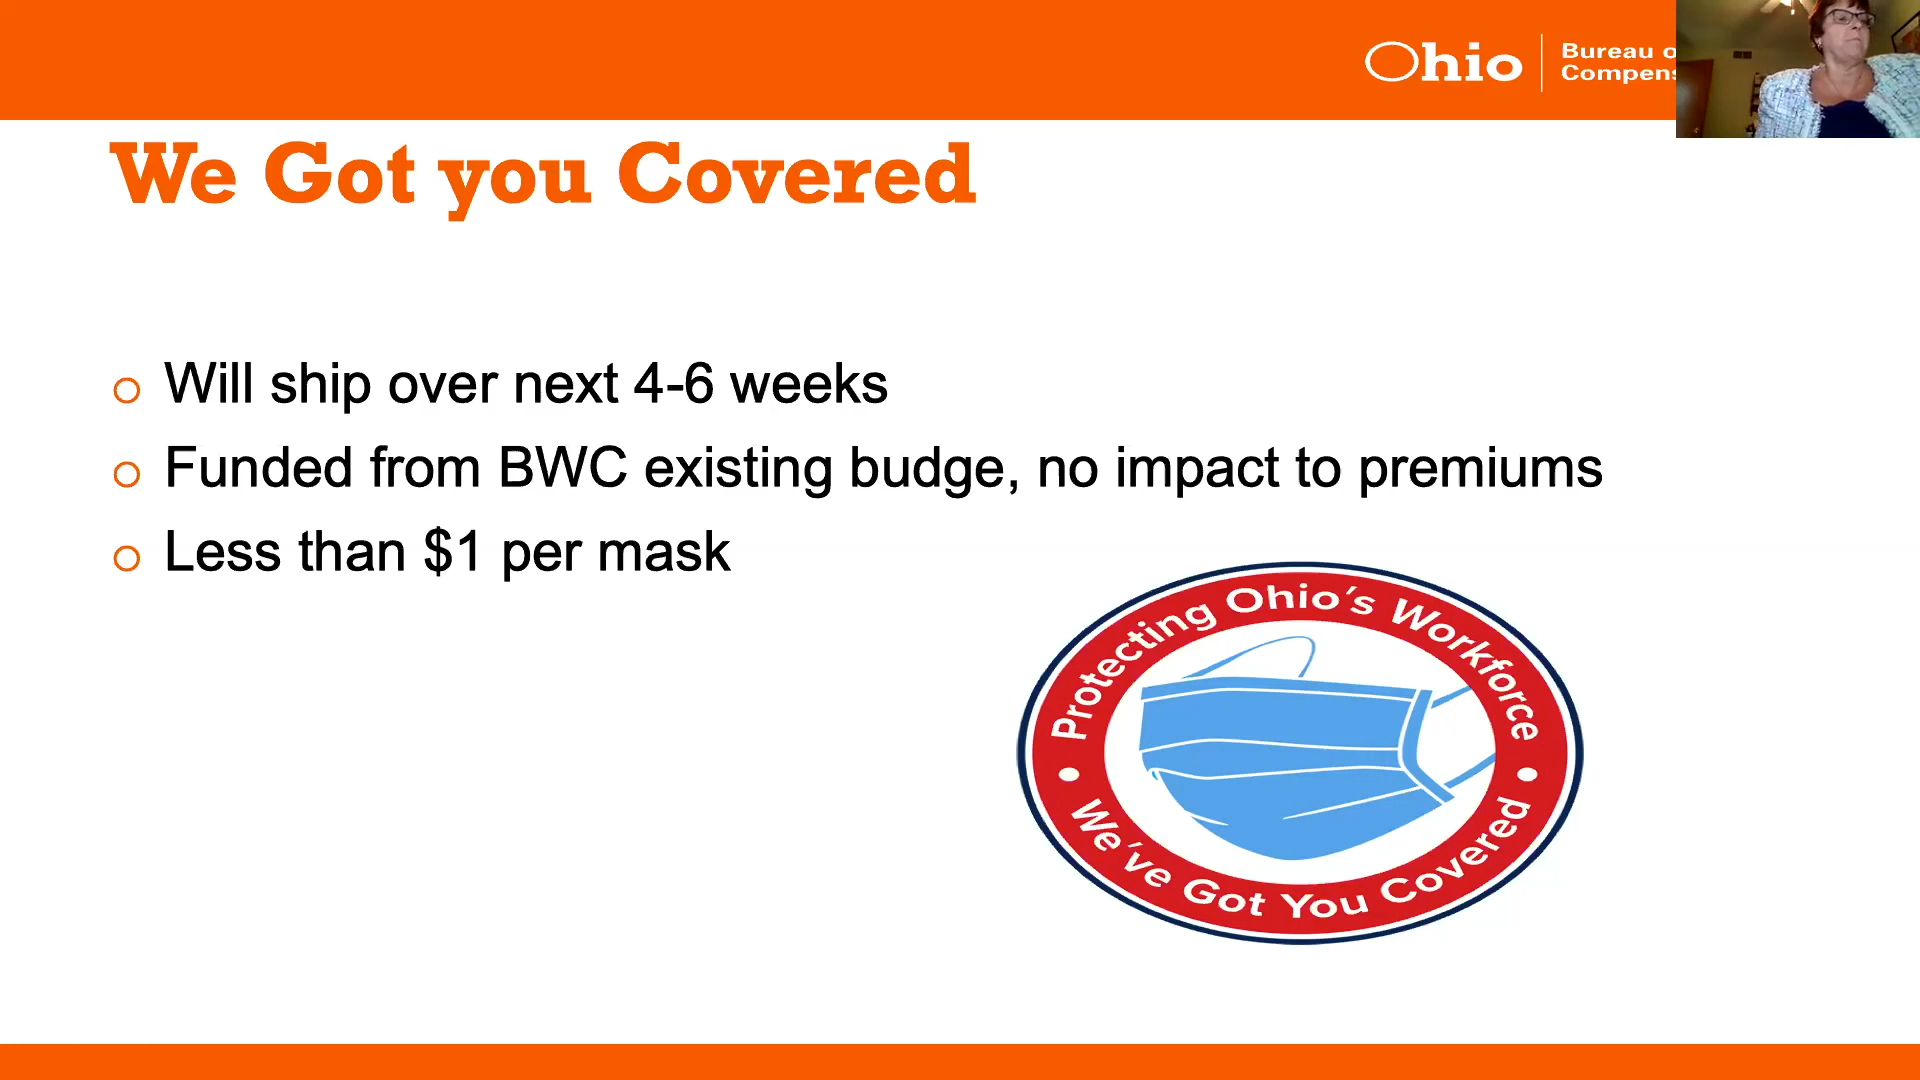 Ohio
Bureau o
Compens
We Got you Covered
Will ship over next 4-6 weeks
Funded from BWC existing budge, no impact to premiums
Less than $1 per mask
Protecting Ohio's Workforce
We've Got You Covered